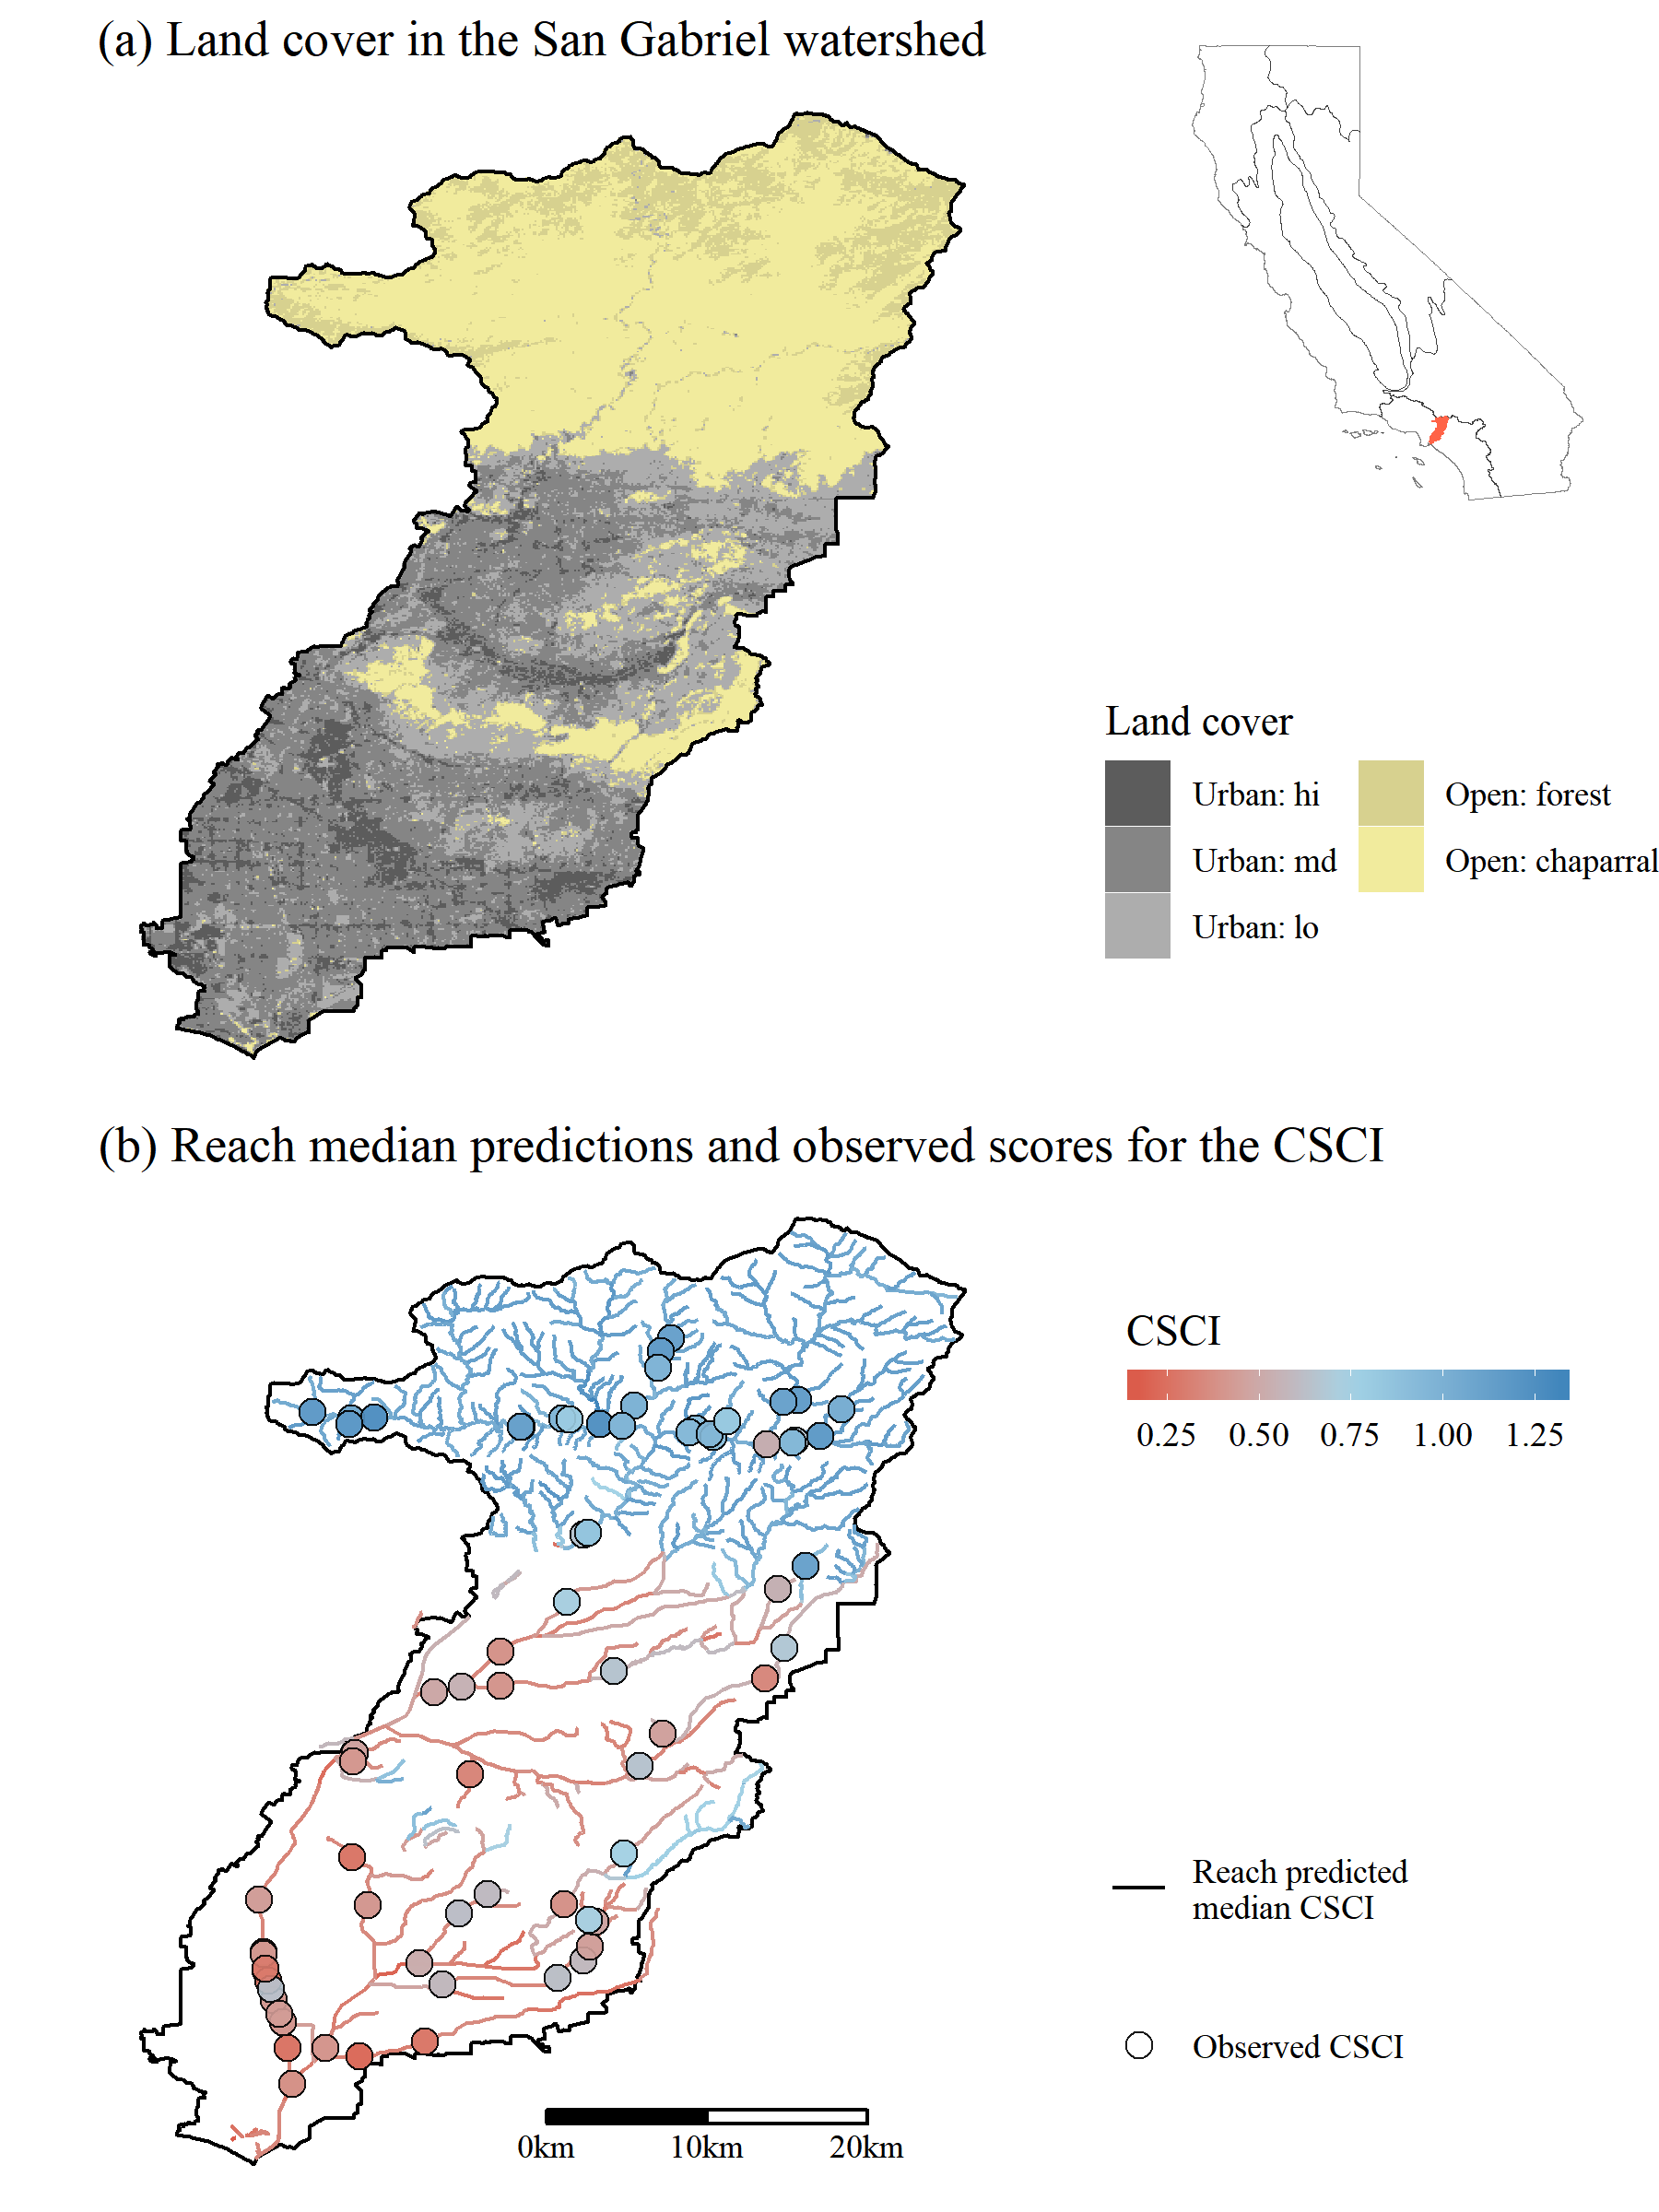 (a) Land cover in the San Gabriel watershed
Land cover
Urban: hi
Open: forest
Urban: md
Open: chaparral
Urban: lo
(b) Reach median predictions and observed scores for the CSCI
CSCI
0.25 0.50 0.75 1.00 1.25
Reach predicted
median CSCI
Observed CSCI
0km 10km 20km